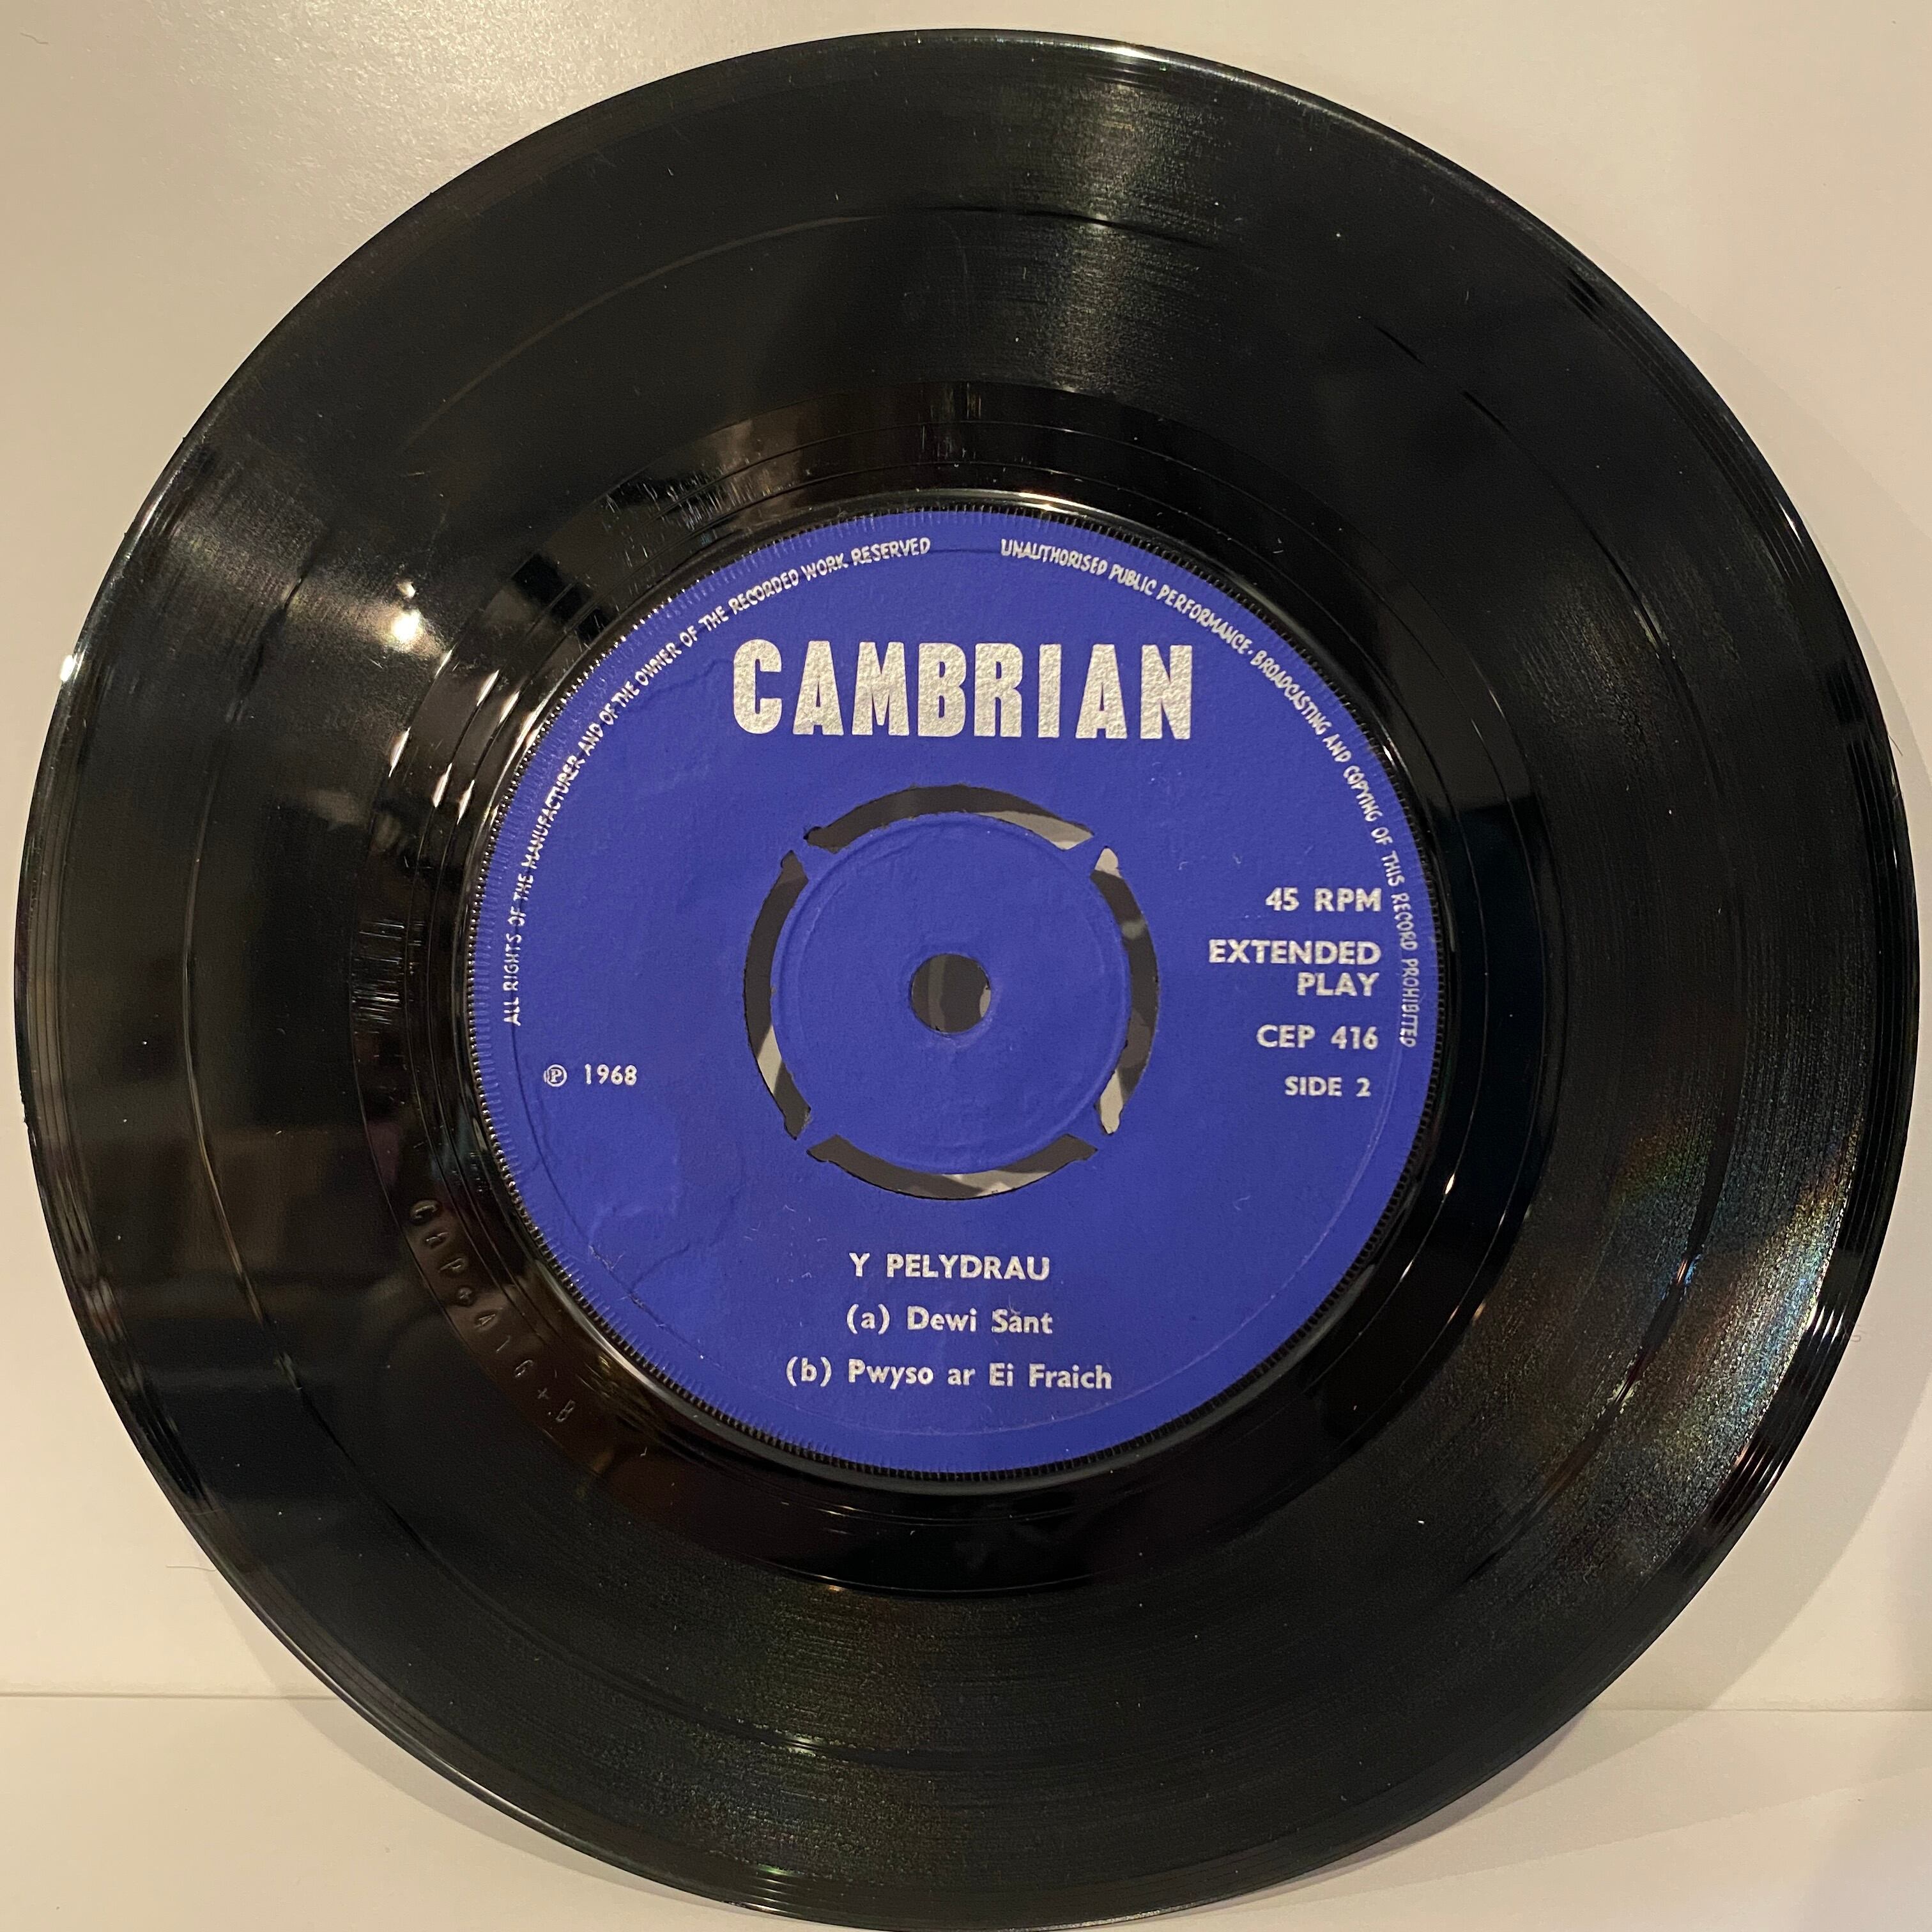 ALL RIGHTS OF THE MANUFACTURER AND OF THE OWNER OF THE RECORDED WORK RESERVED
UNAUTHORISED PUBLIC PERFORMANCE, BROADCASTING AND COPYING OF THIS RECORD PROHIBITED
CAMBRIAN
45 RPM
EXTENDED
PLAY
CEP 416
SIDE 2
℗ 1968
Y PELYDRAU
(a) Dewi Sant
(b) Pwyso ar Ei Fraich
CEP.416+B